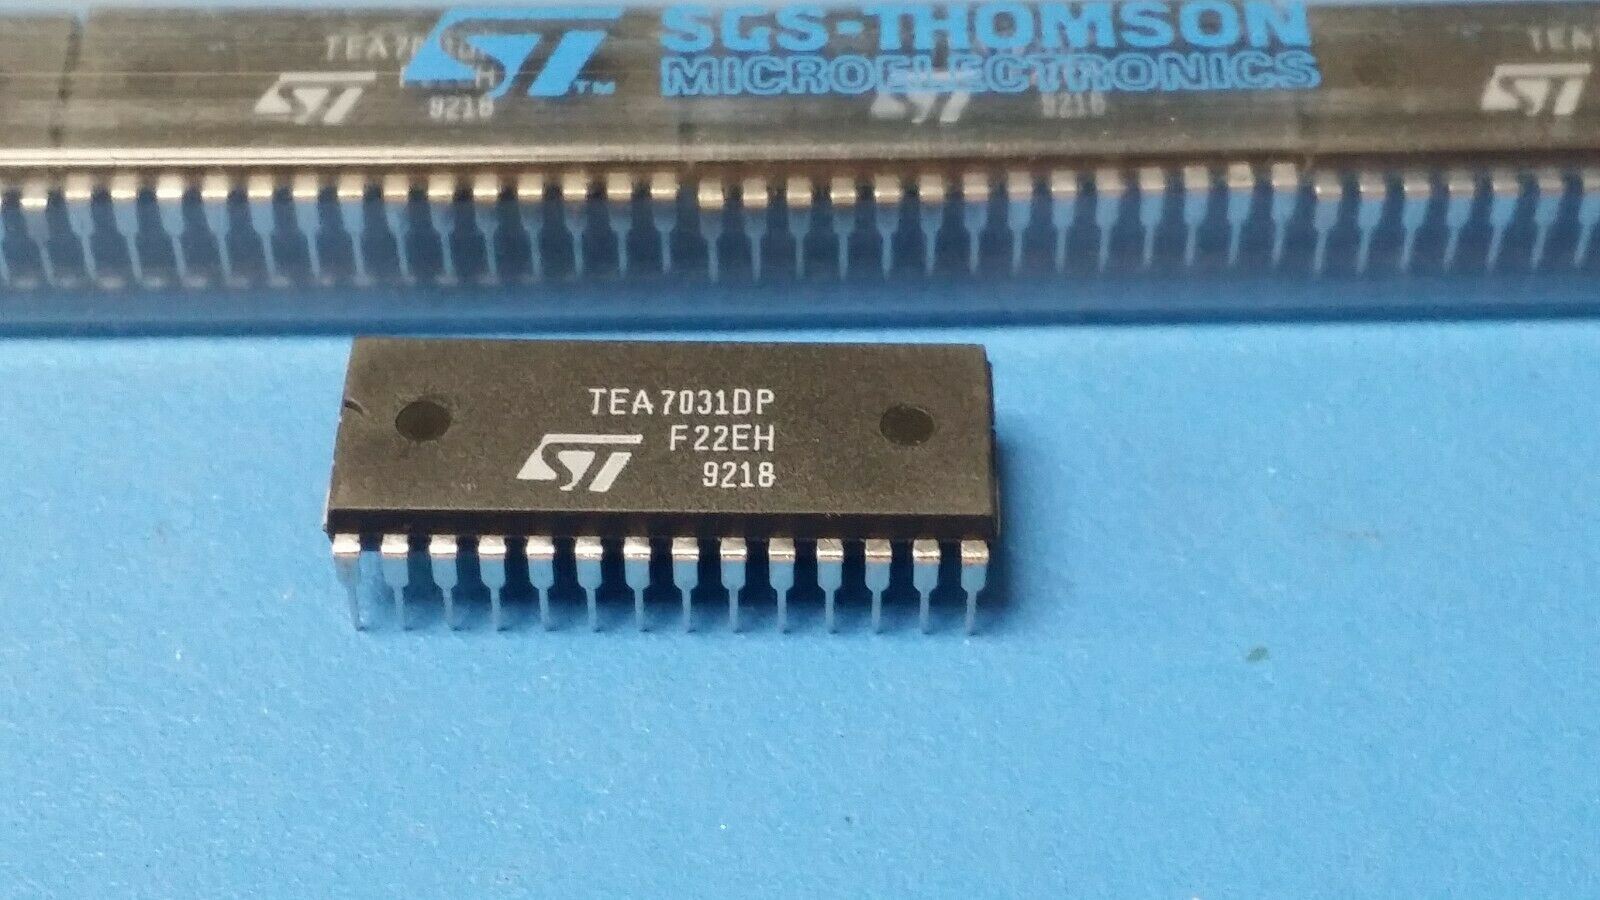 SGS-THOMSON
MICROELECTRONICS
9218
9218
TEA7031DP
F22EH
9218